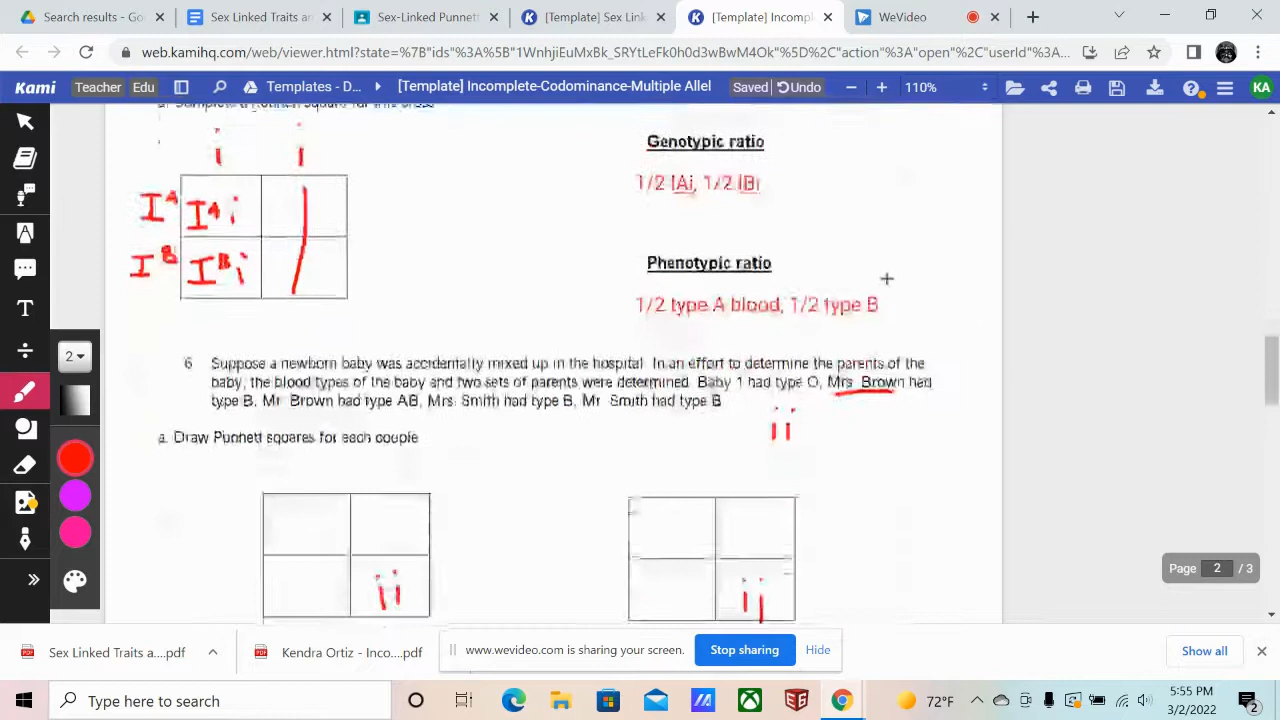 Search results - Goo
Sex Linked Traits an
Sex-Linked Punnett S
[Template] Sex Link
[Template] Incomple
WeVideo
web.kamihq.com/web/viewer.html?state=%7B"ids"%3A%5B"1WnhjiEuMxBk_SRYtLeFk0h0d3wBwM4Ok"%5D%2C"action"%3A"open"%2C"userId"%3A...
Kami Teacher Edu Templates - D... [Template] Incomplete-Codominance-Multiple Allel Saved Undo 110% KA
i i
Genotypic ratio
1/2 IAi, 1/2 IBi
I^A I^A i
I^B I^B i
Phenotypic ratio
1/2 type A blood, 1/2 type B
2
6 Suppose a newborn baby was accidentally mixed up in the hospital In an effort to determine the parents of the
baby, the blood types of the baby and two sets of parents were determined Baby 1 had type O, Mrs Brown had
type B, Mr Brown had type AB, Mrs Smith had type B, Mr Smith had type B
ii
a Draw Punnett squares for each couple
ii
ii
Page 2 / 3
Sex Linked Traits a....pdf
Kendra Ortiz - Inco....pdf
www.wevideo.com is sharing your screen.
Stop sharing
Hide
Show all
Type here to search
72°F
5:55 PM
3/2/2022
2